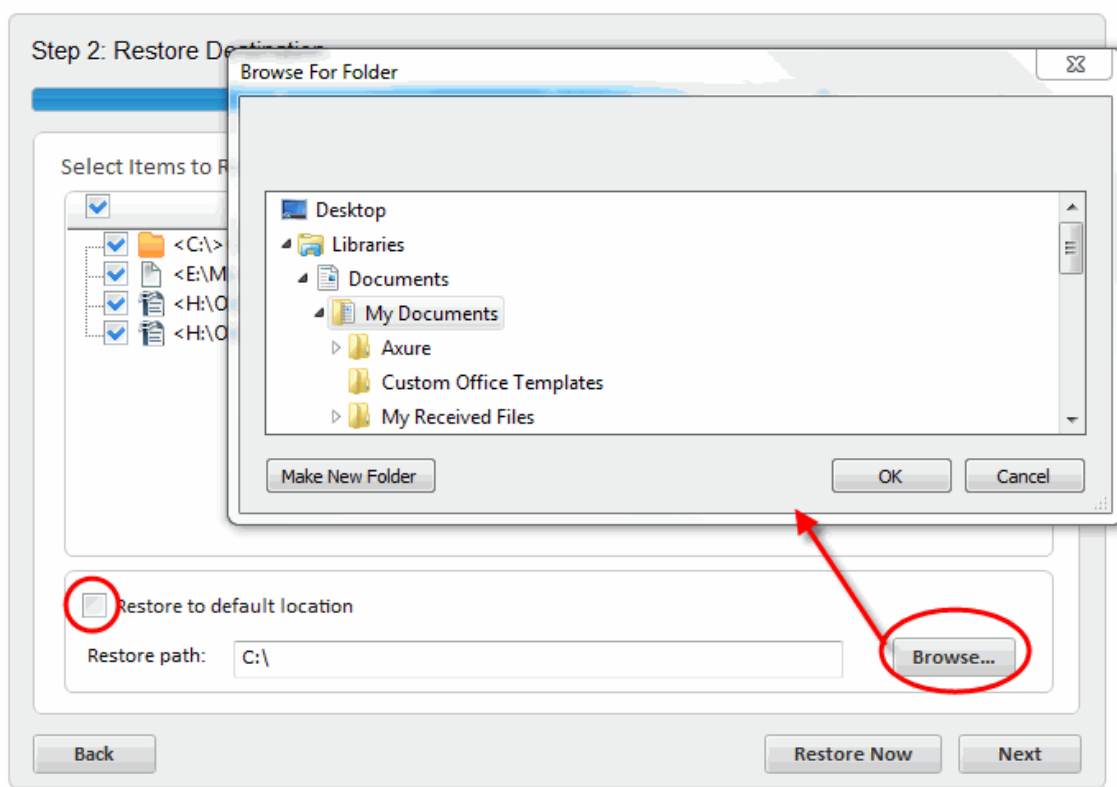 Step 2: Restore Destination
Browse For Folder
Select Items to R
Desktop
Libraries
<C:\>
Documents
<E:\M
<H:\O
My Documents
<H:\O
Axure
Custom Office Templates
My Received Files
Make New Folder
OK
Cancel
Restore to default location
Restore path:
C:\
Browse...
Back
Restore Now
Next